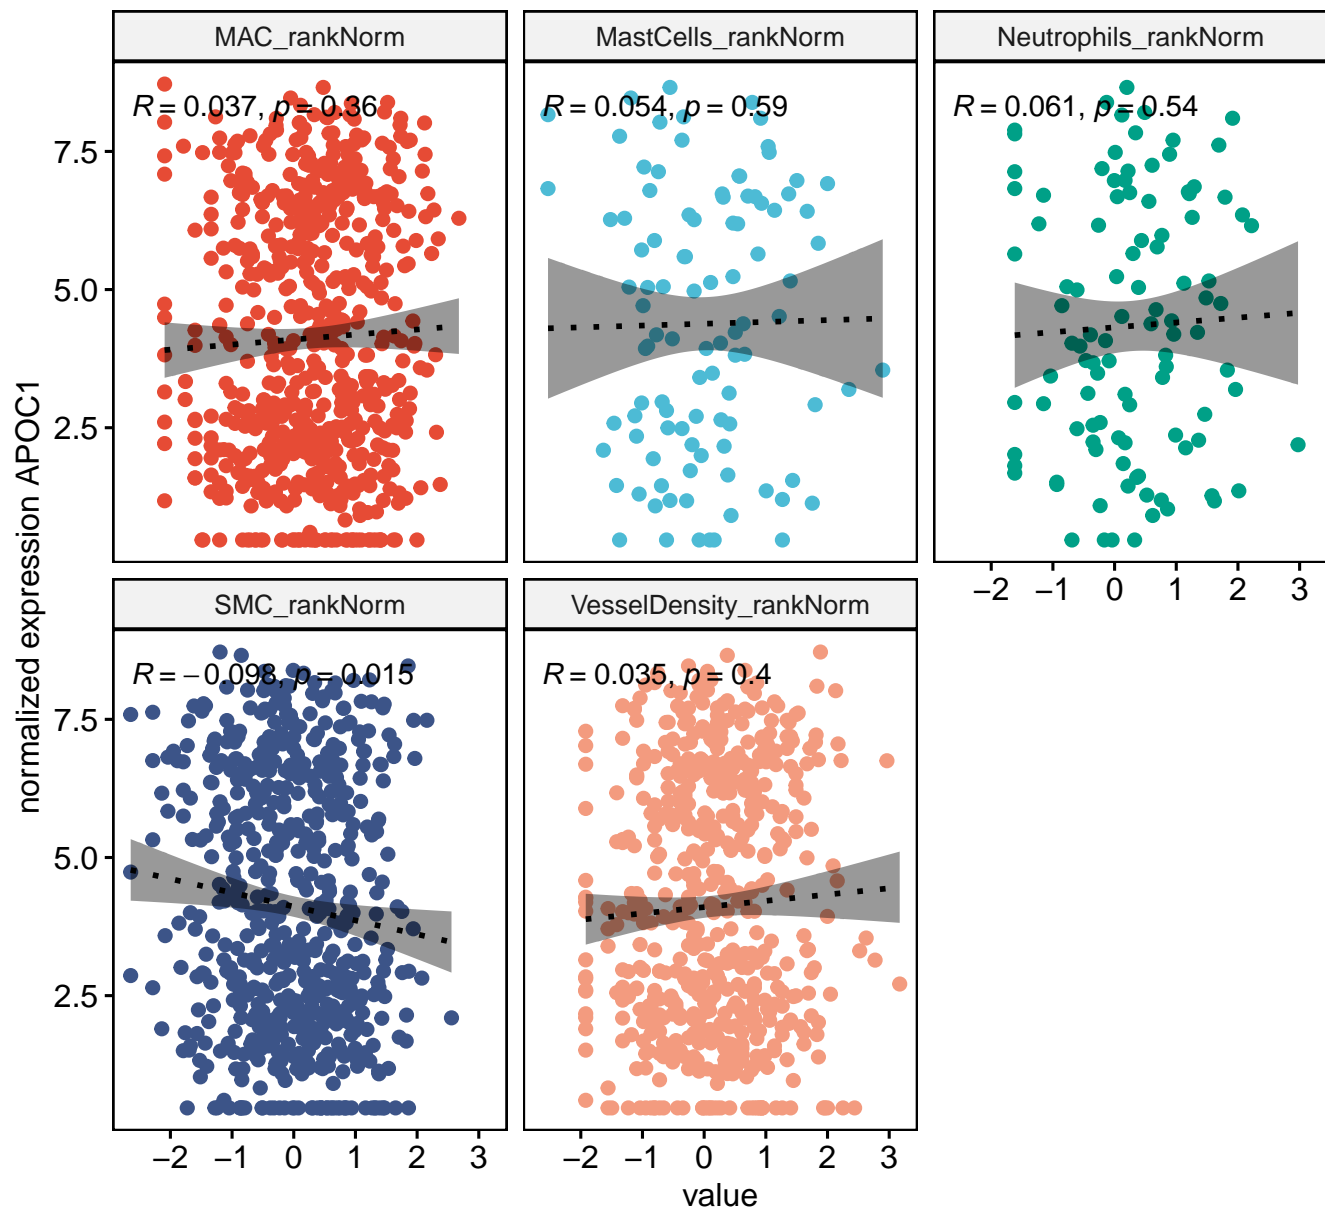 MAC_rankNorm
MastCells_rankNorm
Neutrophils_rankNorm
R = 0.037, p = 0.36
R = 0.054, p = 0.59
R = 0.061, p = 0.54
7.5
5.0
2.5
−2 −1 0 1 2 3
SMC_rankNorm
VesselDensity_rankNorm
R = −0.098, p = 0.015
R = 0.035, p = 0.4
7.5
5.0
2.5
−2 −1 0 1 2 3
−2 −1 0 1 2 3
value
normalized expression APOC1